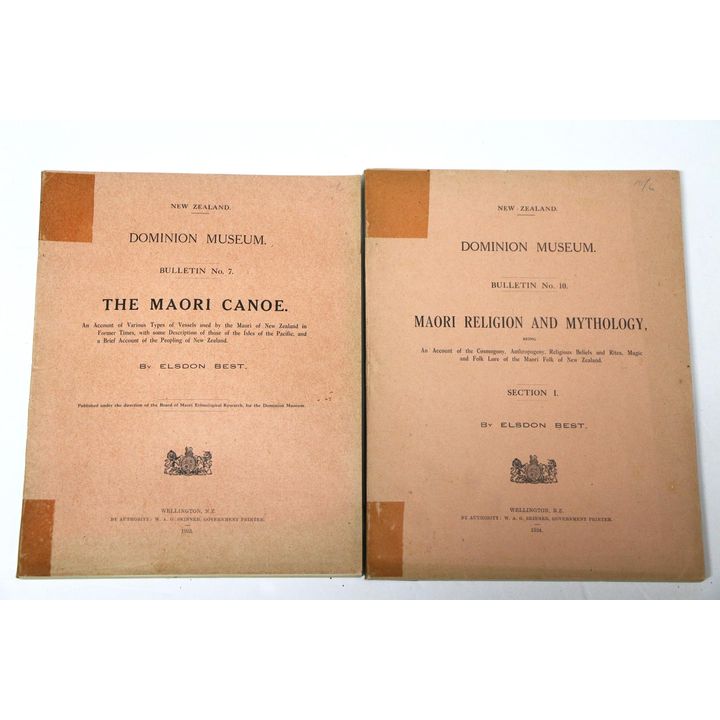 NEW ZEALAND.
DOMINION MUSEUM.
BULLETIN No. 7.
THE MAORI CANOE.
An Account of Various Types of Vessels used by the Maori of New Zealand in
Former Times, with some Description of those of the Isles of the Pacific, and
a Brief Account of the Peopling of New Zealand.
BY ELSDON BEST.
Published under the direction of the Board of Maori Ethnological Research, for the Dominion Museum.
WELLINGTON, N.Z.
BY AUTHORITY: W. A. G. SKINNER, GOVERNMENT PRINTER.
NEW ZEALAND.
DOMINION MUSEUM.
BULLETIN No. 10.
MAORI RELIGION AND MYTHOLOGY,
BEING
An Account of the Cosmogony, Anthropogeny, Religious Beliefs and Rites, Magic
and Folk Lore of the Maori Folk of New Zealand.
SECTION I.
BY ELSDON BEST.
WELLINGTON, N.Z.
BY AUTHORITY: W. A. G. SKINNER, GOVERNMENT PRINTER.
1924.